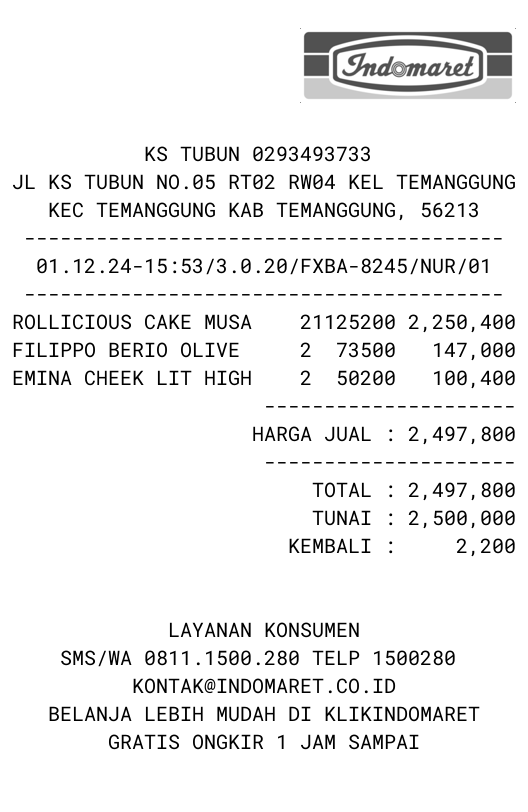 Indomaret
KS TUBUN 0293493733
JL KS TUBUN NO.05 RT02 RW04 KEL TEMANGGUNG
KEC TEMANGGUNG KAB TEMANGGUNG, 56213
----------------------------------------
01.12.24-15:53/3.0.20/FXBA-8245/NUR/01
----------------------------------------
ROLLICIOUS CAKE MUSA 21125200 2,250,400
FILIPPO BERIO OLIVE 2 73500 147,000
EMINA CHEEK LIT HIGH 2 50200 100,400
---------------------
HARGA JUAL : 2,497,800
---------------------
TOTAL : 2,497,800
TUNAI : 2,500,000
KEMBALI : 2,200
LAYANAN KONSUMEN
SMS/WA 0811.1500.280 TELP 1500280
KONTAK@INDOMARET.CO.ID
BELANJA LEBIH MUDAH DI KLIKINDOMARET
GRATIS ONGKIR 1 JAM SAMPAI